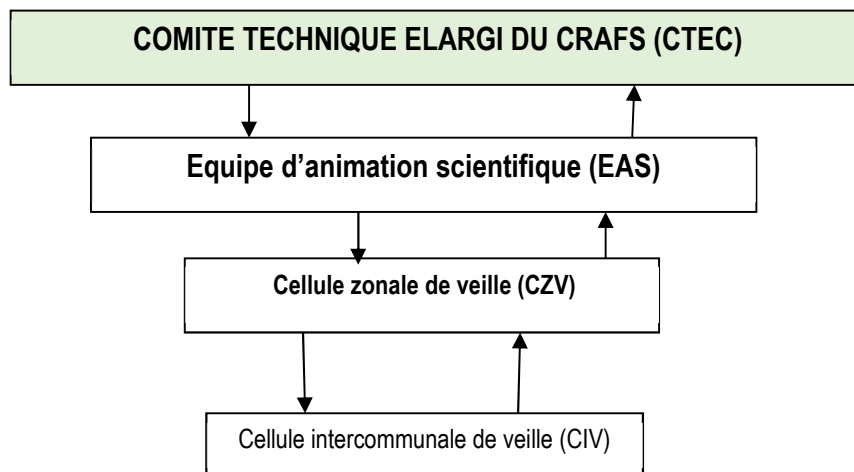 COMITE TECHNIQUE ELARGI DU CRAFS (CTEC)
Equipe d'animation scientifique (EAS)
Cellule zonale de veille (CZV)
Cellule intercommunale de veille (CIV)